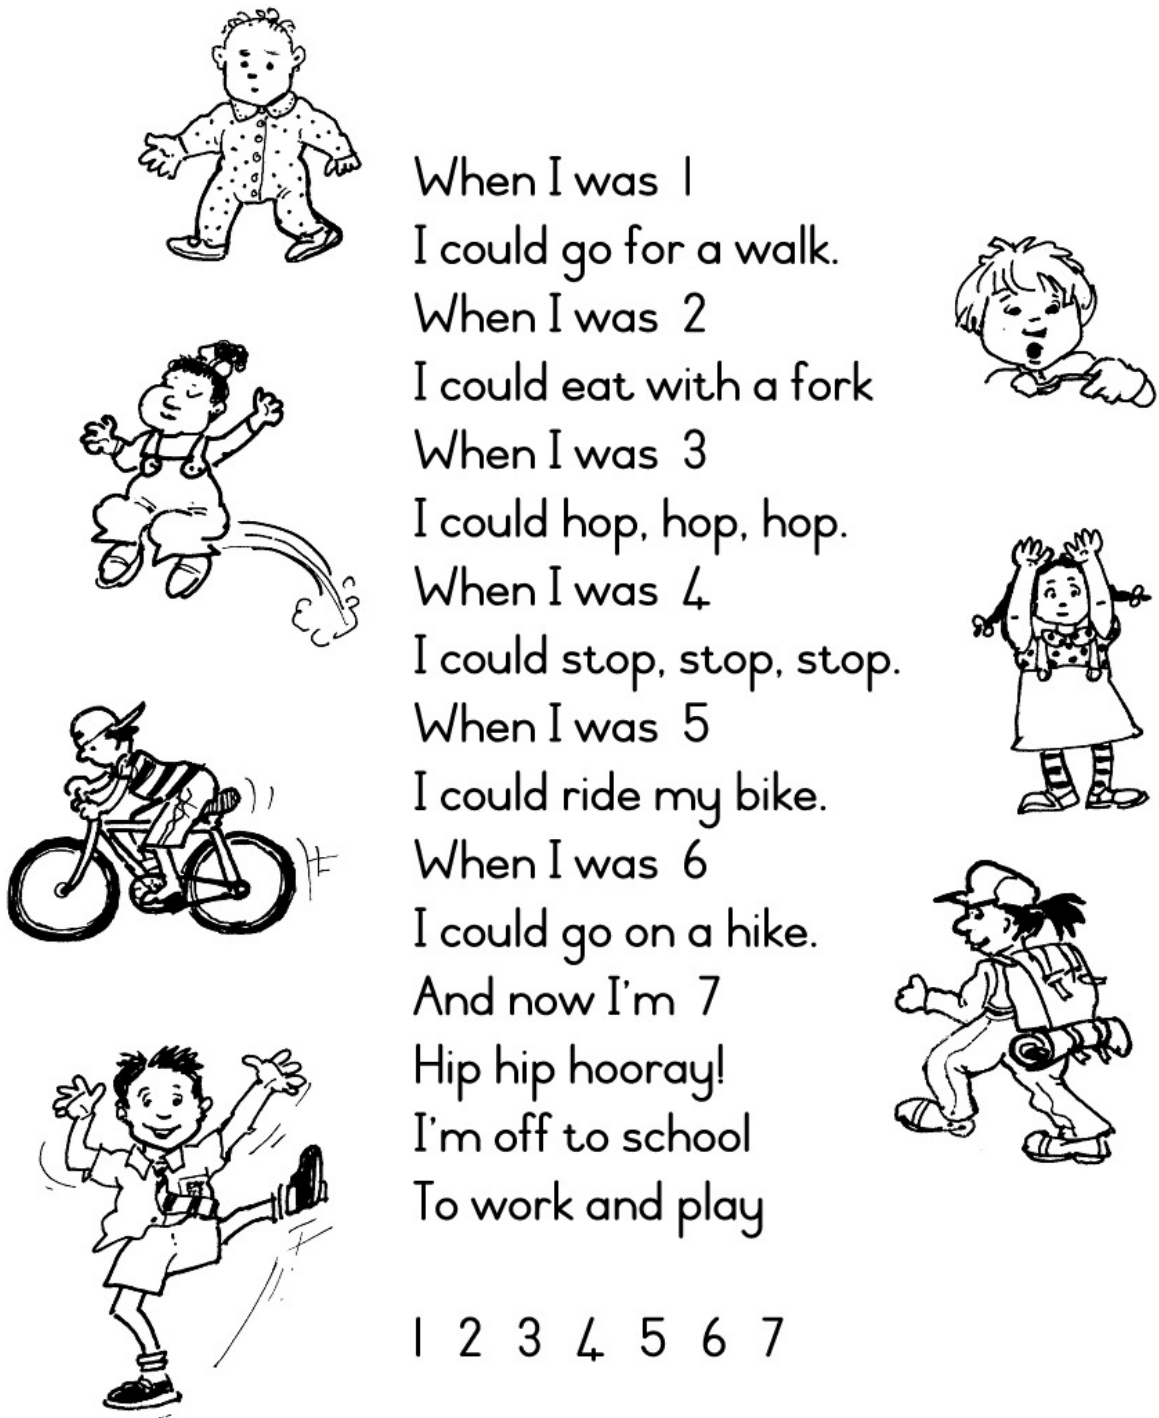 When I was 1
I could go for a walk.
When I was 2
I could eat with a fork
When I was 3
I could hop, hop, hop.
When I was 4
I could stop, stop, stop.
When I was 5
I could ride my bike.
When I was 6
I could go on a hike.
And now I'm 7
Hip hip hooray!
I'm off to school
To work and play
1 2 3 4 5 6 7